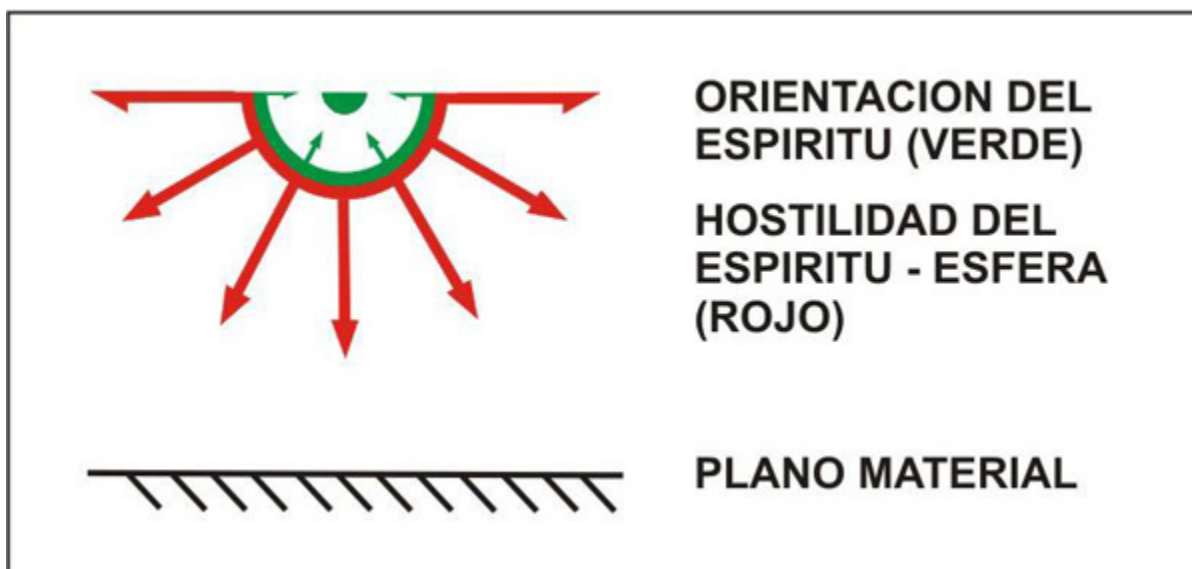 ORIENTACION DEL
ESPIRITU (VERDE)
HOSTILIDAD DEL
ESPIRITU - ESFERA
(ROJO)
PLANO MATERIAL